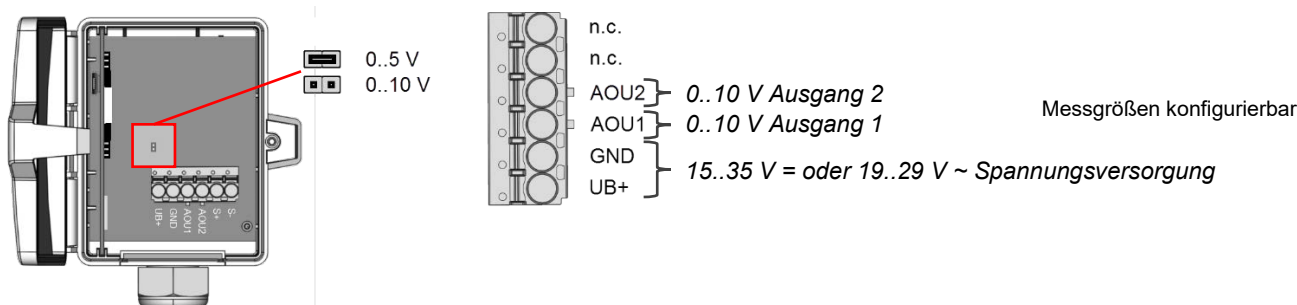 0..5 V
0..10 V
UB+
GND
AOU1
AOU2
S+
S-
n.c.
n.c.
AOU2 0..10 V Ausgang 2
AOU1 0..10 V Ausgang 1
GND
UB+
15..35 V = oder 19..29 V ~ Spannungsversorgung
Messgrößen konfigurierbar